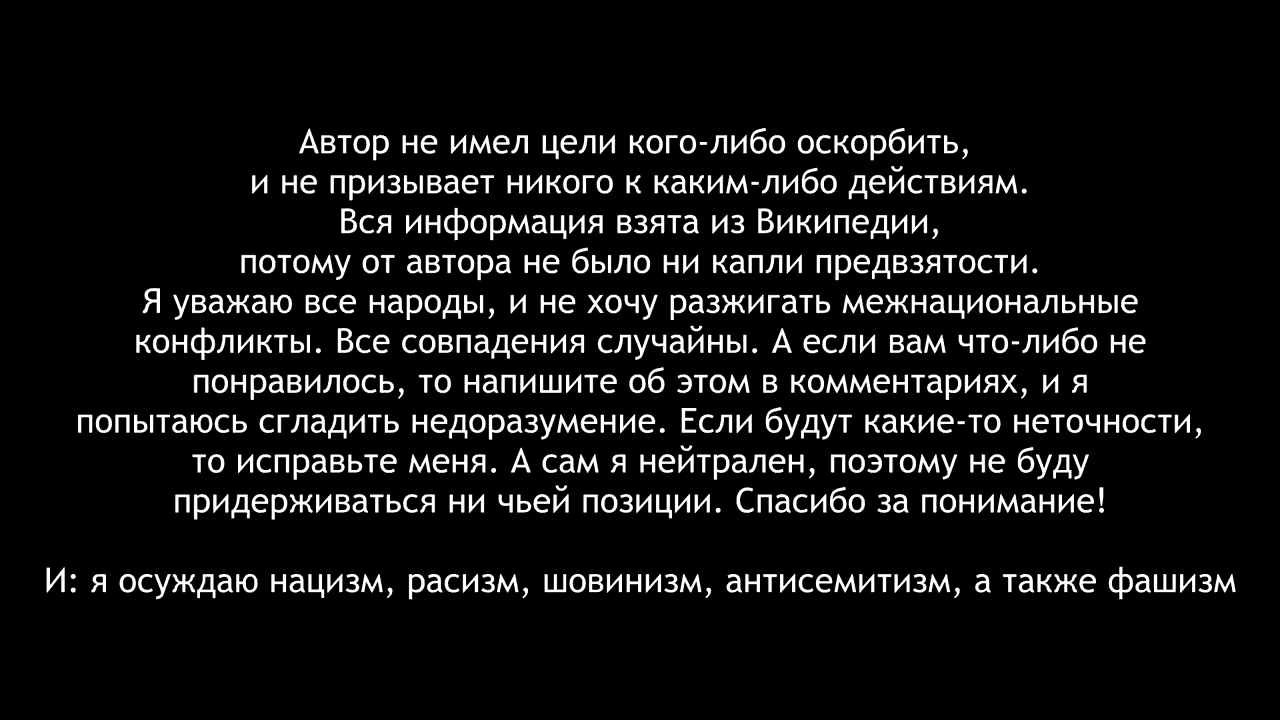 Автор не имел цели кого-либо оскорбить,
и не призывает никого к каким-либо действиям.
Вся информация взята из Википедии,
потому от автора не было ни капли предвзятости.
Я уважаю все народы, и не хочу разжигать межнациональные
конфликты. Все совпадения случайны. А если вам что-либо не
понравилось, то напишите об этом в комментариях, и я
попытаюсь сгладить недоразумение. Если будут какие-то неточности,
то исправьте меня. А сам я нейтрален, поэтому не буду
придерживаться ни чьей позиции. Спасибо за понимание!
И: я осуждаю нацизм, расизм, шовинизм, антисемитизм, а также фашизм